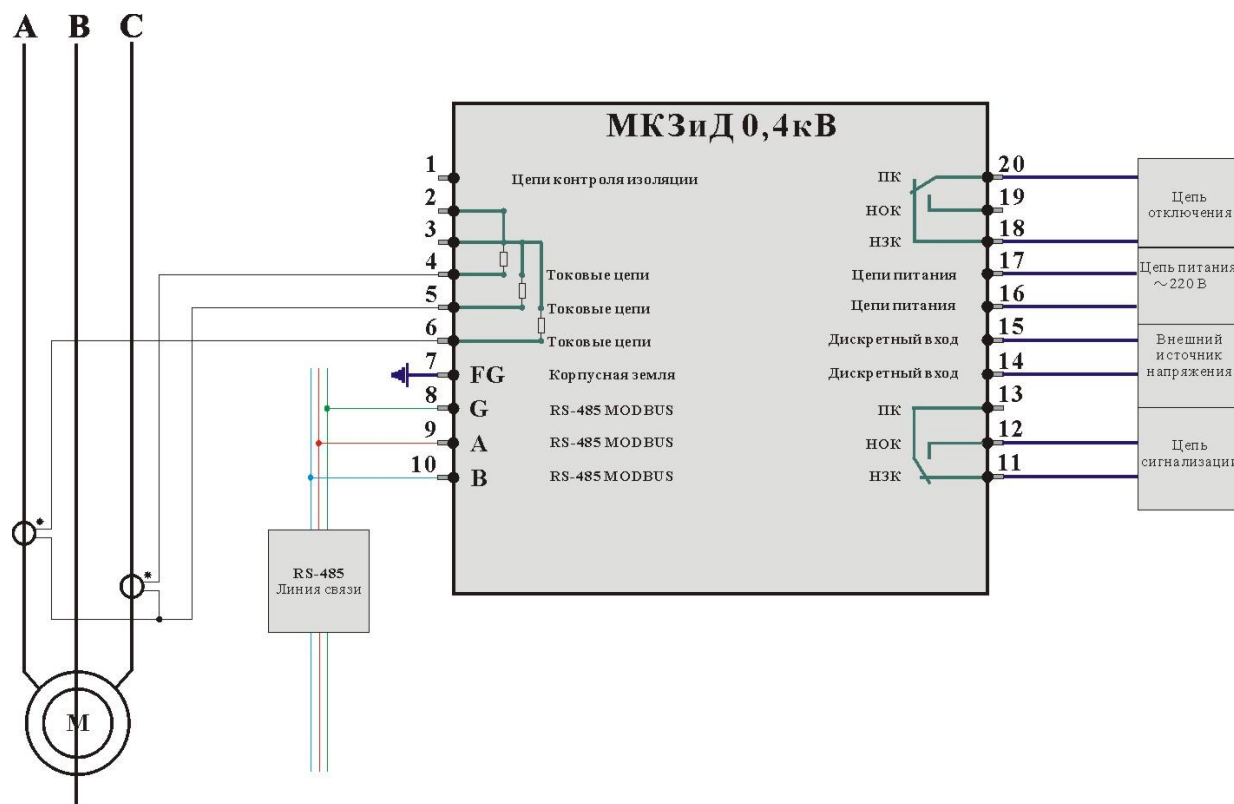 A B C
МКЗиД 0,4кВ
1
Цепи контроля изоляции
2
3
4
Токовые цепи
5
Токовые цепи
6
Токовые цепи
7
FG
Корпусная земля
8
G
RS-485 MODBUS
9
A
RS-485 MODBUS
10
B
RS-485 MODBUS
ПК
20
НОК
19
НЗК
18
Цепи питания
17
Цепи питания
16
Дискретный вход
15
Дискретный вход
14
ПК
13
НОК
12
НЗК
11
Цепь
отключения
Цепь питания
~220 В
Внешний
источник
напряжения
Цепь
сигнализации
*
*
RS-485
Линия связи
М